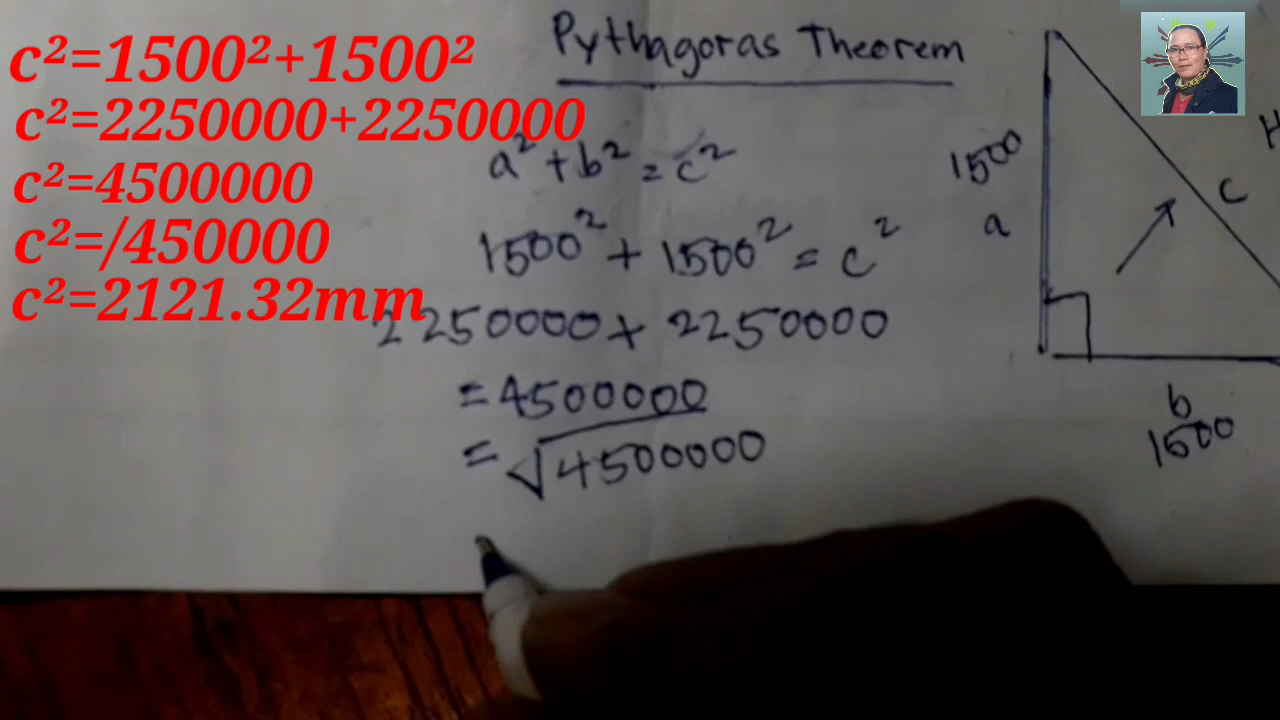 c²=1500²+1500²
c²=2250000+2250000
c²=4500000
c²=/450000
c²=2121.32mm
Pythagoras Theorem
a² + b² = c²
1500² + 1500² = c²
2250000 + 2250000
= 4500000
= √4500000
1500
a
c
H
b
1500